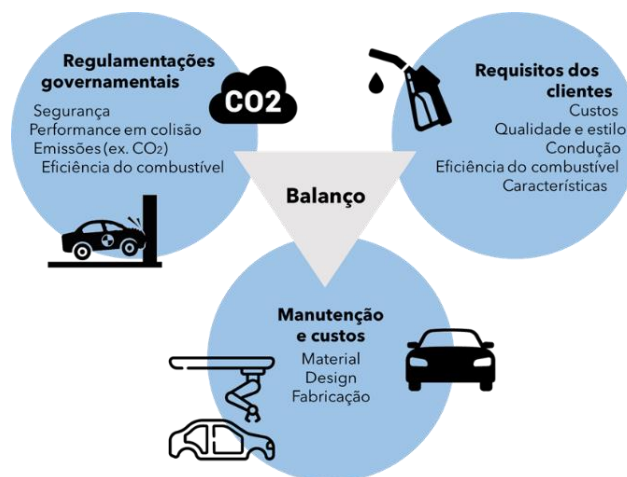 Regulamentações
governamentais
Segurança
Performance em colisão
Emissões (ex. CO₂)
Eficiência do combustível
CO2
Requisitos dos
clientes
Custos
Qualidade e estilo
Condução
Eficiência do combustível
Características
Balanço
Manutenção
e custos
Material
Design
Fabricação